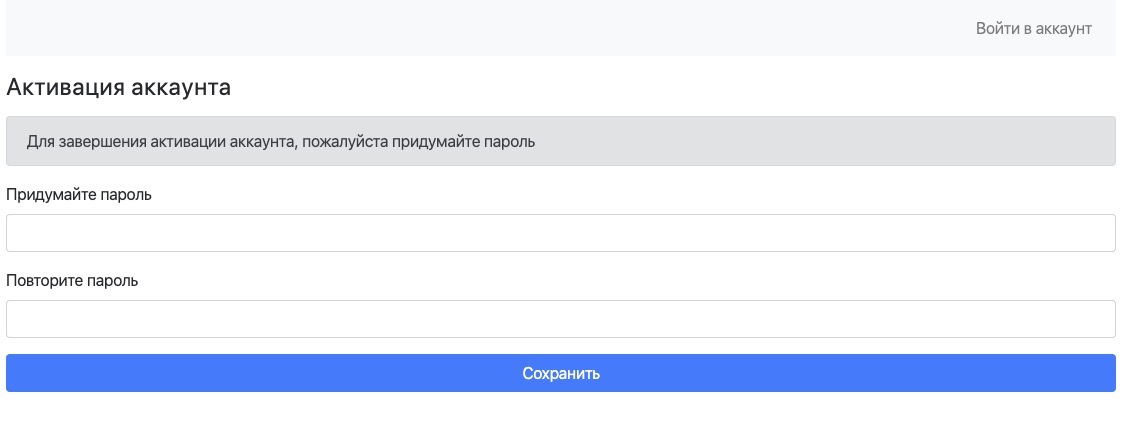 Войти в аккаунт
Активация аккаунта
Для завершения активации аккаунта, пожалуйста придумайте пароль
Придумайте пароль
Повторите пароль
Сохранить